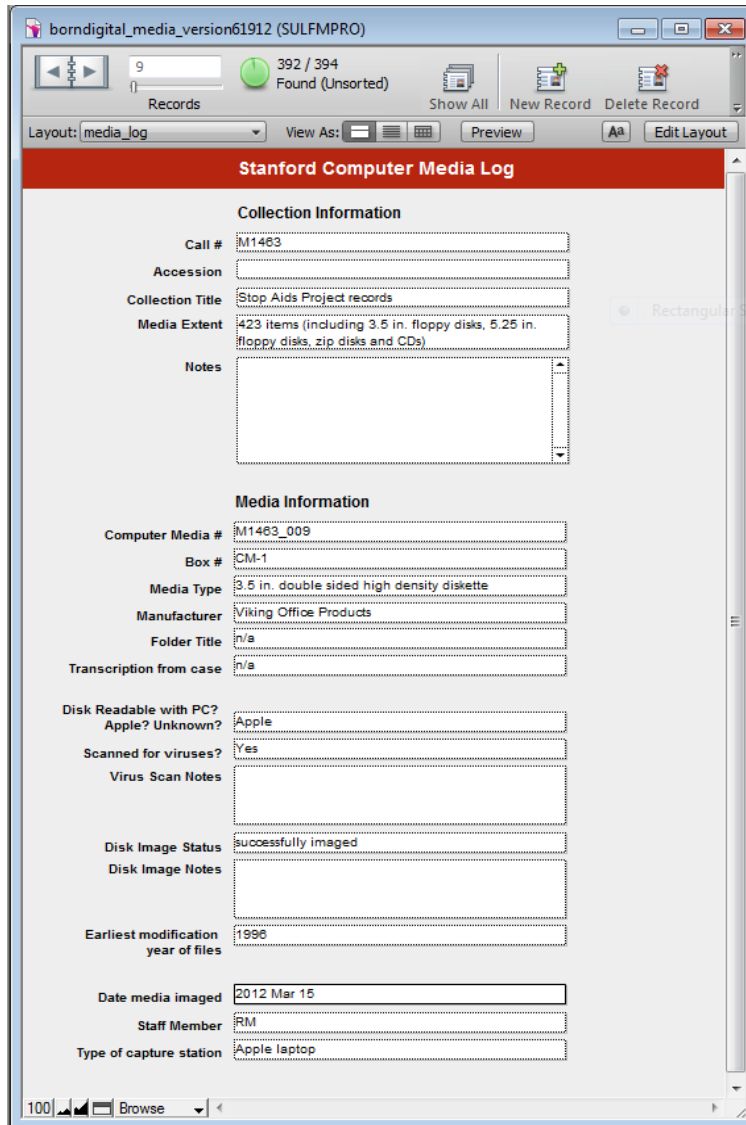 borndigital_media_version61912 (SULFMPRO)
9
392 / 394
Found (Unsorted)
Records
Show All
New Record
Delete Record
Layout: media_log
View As:
Preview
Aa
Edit Layout
Stanford Computer Media Log
Collection Information
Call #
M1463
Accession
Collection Title
Stop Aids Project records
Media Extent
423 items (including 3.5 in. floppy disks, 5.25 in.
floppy disks, zip disks and CDs)
Rectangular S
Notes
Media Information
Computer Media #
M1463_009
Box #
CM-1
Media Type
3.5 in. double sided high density diskette
Manufacturer
Viking Office Products
Folder Title
n/a
Transcription from case
n/a
Disk Readable with PC?
Apple? Unknown?
Apple
Scanned for viruses?
Yes
Virus Scan Notes
Disk Image Status
successfully imaged
Disk Image Notes
Earliest modification
year of files
1996
Date media imaged
2012 Mar 15
Staff Member
RM
Type of capture station
Apple laptop
100
Browse